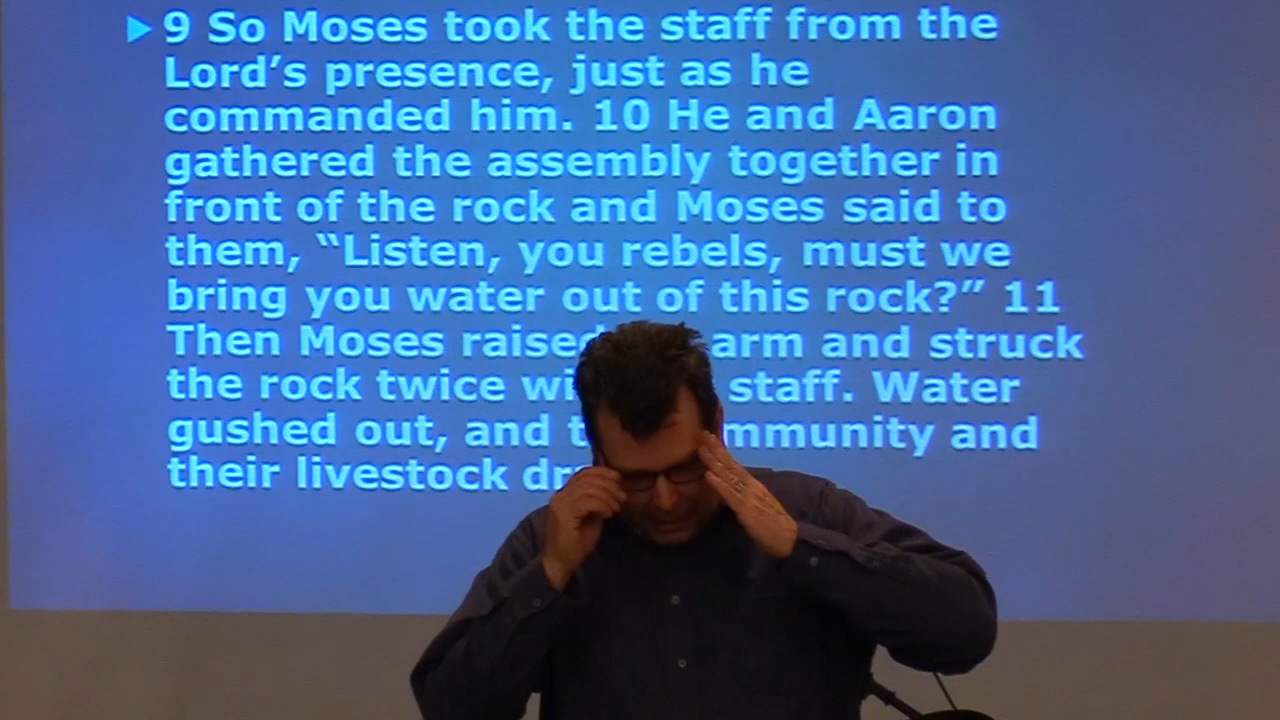 9 So Moses took the staff from the
Lord’s presence, just as he
commanded him. 10 He and Aaron
gathered the assembly together in
front of the rock and Moses said to
them, “Listen, you rebels, must we
bring you water out of this rock?” 11
Then Moses raised arm and struck
the rock twice staff. Water
gushed out, and and
their livestock